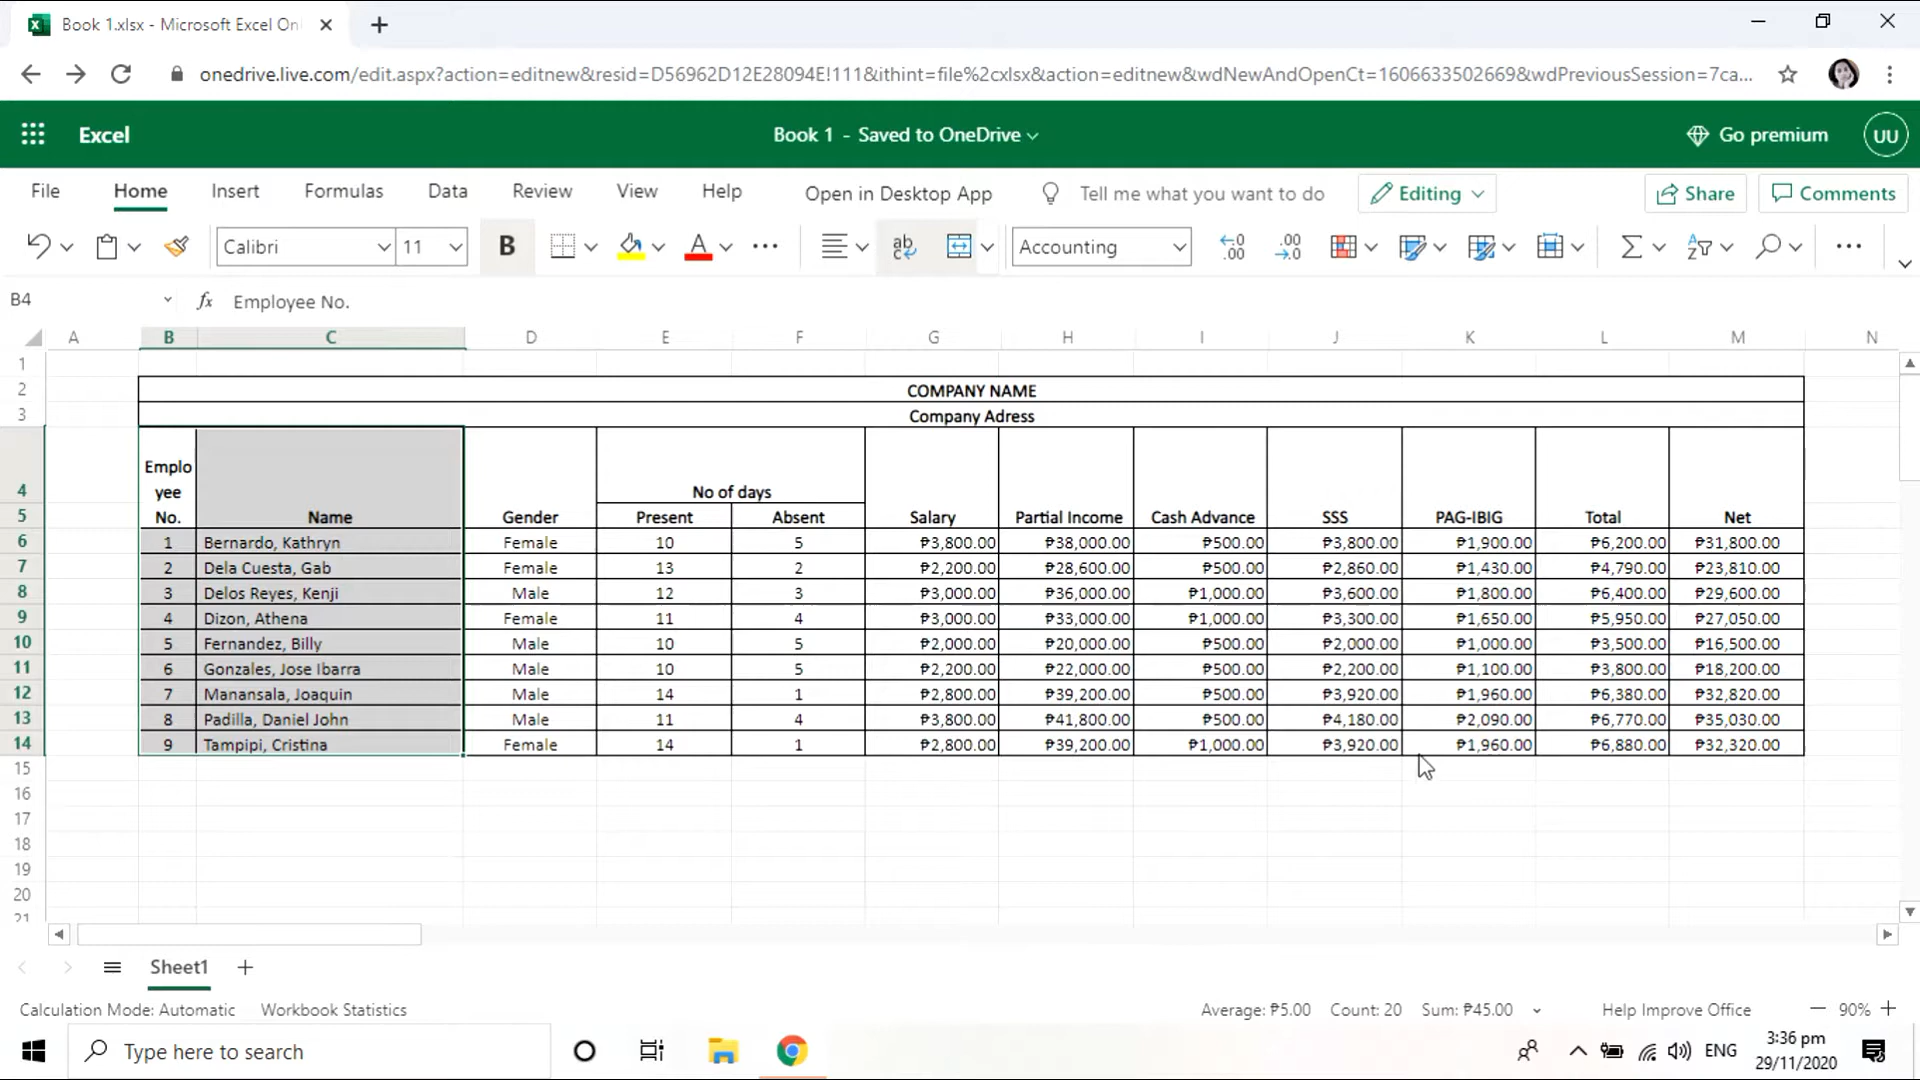 Book 1.xlsx - Microsoft Excel Onl
onedrive.live.com/edit.aspx?action=editnew&resid=D56962D12E28094E!111&ithint=file%2cxlsx&action=editnew&wdNewAndOpenCt=1606633502669&wdPreviousSession=7ca...
Excel
Book 1 - Saved to OneDrive
Go premium
UU
File Home Insert Formulas Data Review View Help Open in Desktop App Tell me what you want to do Editing Share Comments
Calibri 11 B A ab c Accounting .00 .00
B4 fx Employee No.
A B C D E F G H I J K L M N
1
2 COMPANY NAME
3 Company Adress
Emplo
4 yee No of days
5 No. Name Gender Present Absent Salary Partial Income Cash Advance SSS PAG-IBIG Total Net
6 1 Bernardo, Kathryn Female 10 5 ₱3,800.00 ₱38,000.00 ₱500.00 ₱3,800.00 ₱1,900.00 ₱6,200.00 ₱31,800.00
7 2 Dela Cuesta, Gab Female 13 2 ₱2,200.00 ₱28,600.00 ₱500.00 ₱2,860.00 ₱1,430.00 ₱4,790.00 ₱23,810.00
8 3 Delos Reyes, Kenji Male 12 3 ₱3,000.00 ₱36,000.00 ₱1,000.00 ₱3,600.00 ₱1,800.00 ₱6,400.00 ₱29,600.00
9 4 Dizon, Athena Female 11 4 ₱3,000.00 ₱33,000.00 ₱1,000.00 ₱3,300.00 ₱1,650.00 ₱5,950.00 ₱27,050.00
10 5 Fernandez, Billy Male 10 5 ₱2,000.00 ₱20,000.00 ₱500.00 ₱2,000.00 ₱1,000.00 ₱3,500.00 ₱16,500.00
11 6 Gonzales, Jose Ibarra Male 10 5 ₱2,200.00 ₱22,000.00 ₱500.00 ₱2,200.00 ₱1,100.00 ₱3,800.00 ₱18,200.00
12 7 Manansala, Joaquin Male 14 1 ₱2,800.00 ₱39,200.00 ₱500.00 ₱3,920.00 ₱1,960.00 ₱6,380.00 ₱32,820.00
13 8 Padilla, Daniel John Male 11 4 ₱3,800.00 ₱41,800.00 ₱500.00 ₱4,180.00 ₱2,090.00 ₱6,770.00 ₱35,030.00
14 9 Tampipi, Cristina Female 14 1 ₱2,800.00 ₱39,200.00 ₱1,000.00 ₱3,920.00 ₱1,960.00 ₱6,880.00 ₱32,320.00
15
16
17
18
19
20
21
Sheet1
Calculation Mode: Automatic Workbook Statistics Average: ₱5.00 Count: 20 Sum: ₱45.00 Help Improve Office 90%
Type here to search ENG 3:36 pm
29/11/2020